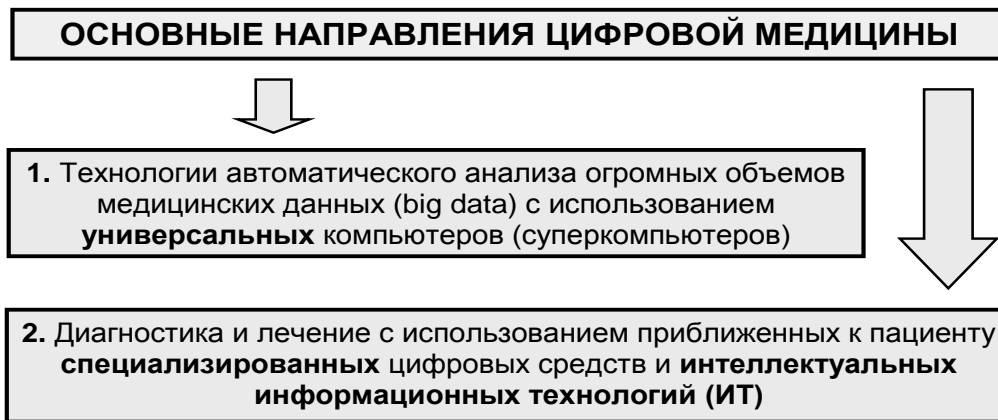 ОСНОВНЫЕ НАПРАВЛЕНИЯ ЦИФРОВОЙ МЕДИЦИНЫ
1. Технологии автоматического анализа огромных объемов
медицинских данных (big data) с использованием
универсальных компьютеров (суперкомпьютеров)
2. Диагностика и лечение с использованием приближенных к пациенту
специализированных цифровых средств и интеллектуальных
информационных технологий (ИТ)